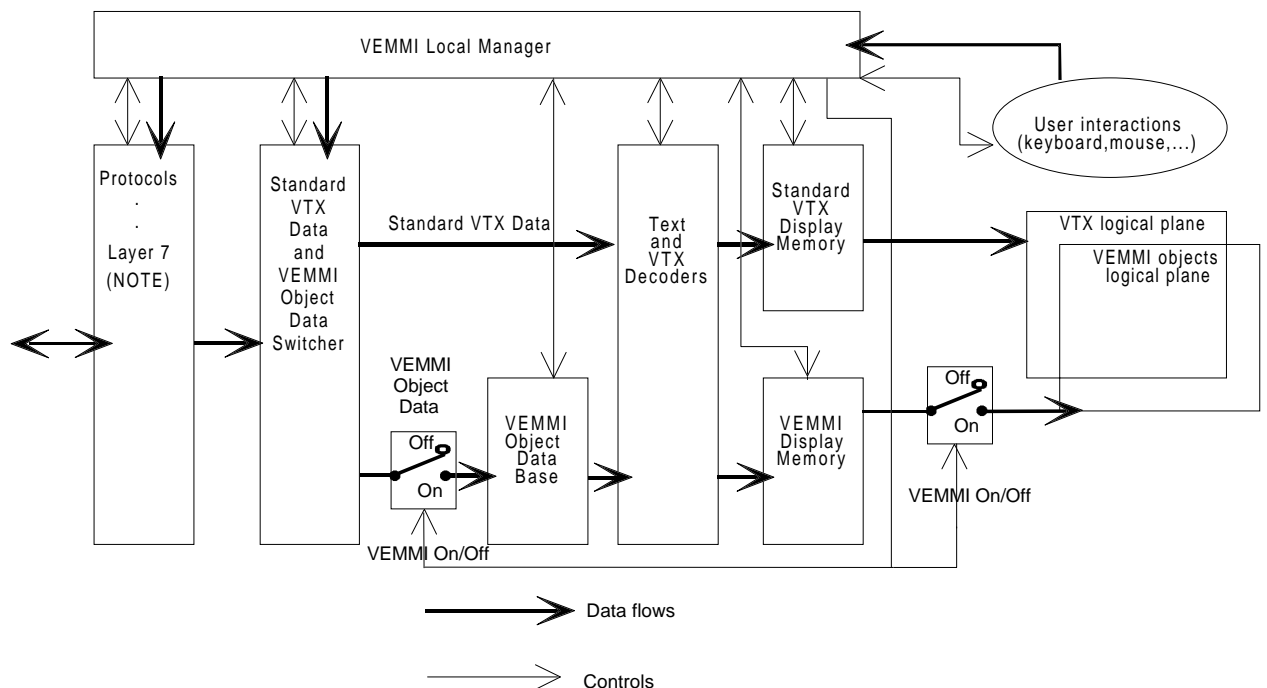 VEMMI Local Manager
User interactions
(keyboard,mouse,...)
Protocols
.
.
Layer 7
(NOTE)
Standard
VTX
Data
and
VEMMI
Object
Data
Switcher
Standard VTX Data
Text
and
VTX
Decoders
Standard
VTX
Display
Memory
VTX logical plane
VEMMI objects
logical plane
VEMMI
Object
Data
Off
On
VEMMI On/Off
VEMMI
Object
Data
Base
VEMMI
Display
Memory
Off
On
VEMMI On/Off
Data flows
Controls